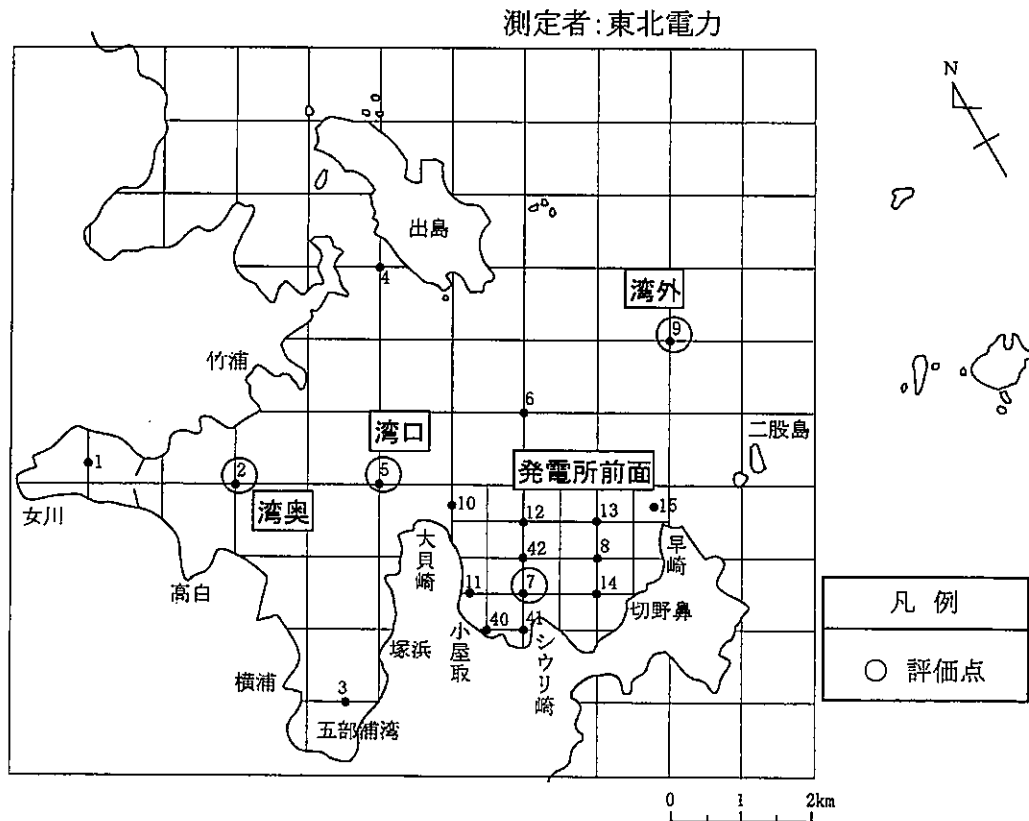 測定者:東北電力
N
出島
4
湾外
9
竹浦
6
湾口
二股島
発電所前面
1
2
5
10
12
13
15
女川
湾奥
大貝崎
42
8
早崎
高白
11
7
14
切野鼻
凡 例
40
41
小屋取
シウリ崎
塚浜
○ 評価点
横浦
3
五部浦湾
0 1 2km